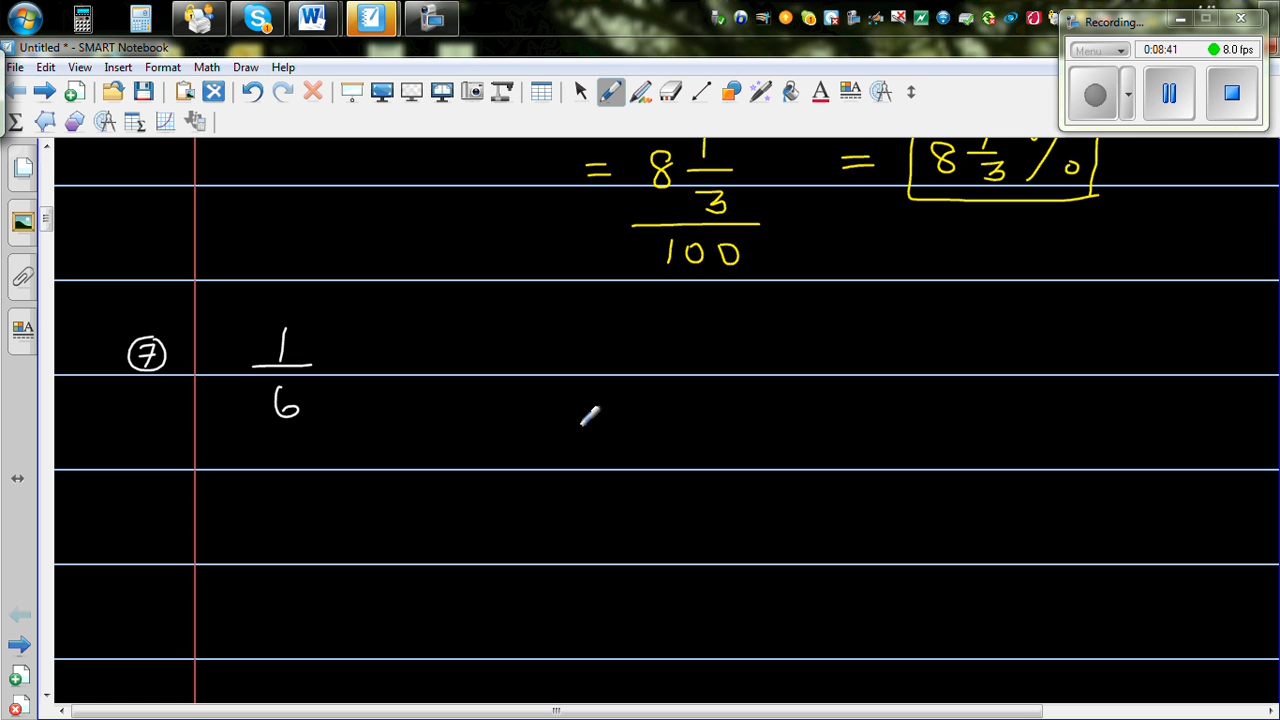 Untitled * - SMART Notebook
Recording...
File Edit View Insert Format Math Draw Help
Menu 0:08:41 8.0 fps
= 8 1/3 / 100 = 8 1/3 %
⑦ 1/6